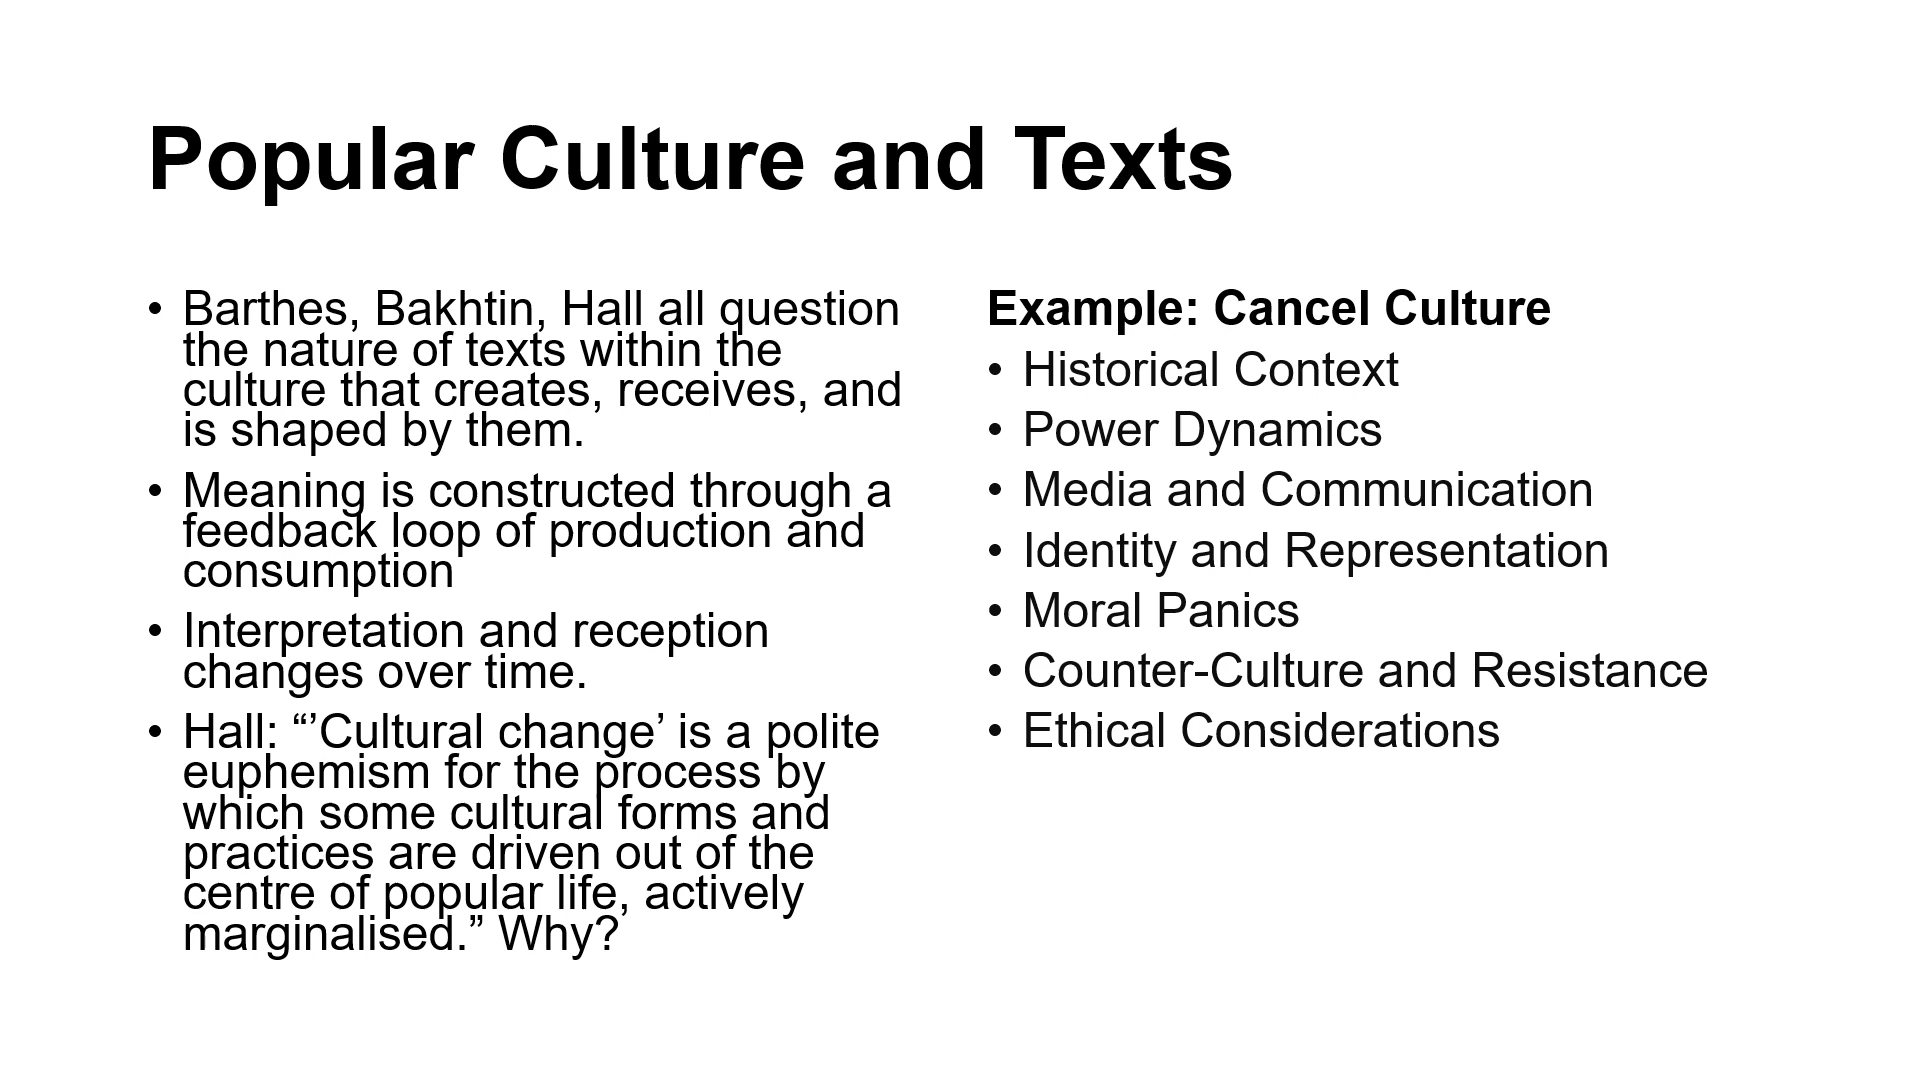 Popular Culture and Texts
• Barthes, Bakhtin, Hall all question
the nature of texts within the
culture that creates, receives, and
is shaped by them.
• Meaning is constructed through a
feedback loop of production and
consumption
• Interpretation and reception
changes over time.
• Hall: “’Cultural change’ is a polite
euphemism for the process by
which some cultural forms and
practices are driven out of the
centre of popular life, actively
marginalised.” Why?
Example: Cancel Culture
• Historical Context
• Power Dynamics
• Media and Communication
• Identity and Representation
• Moral Panics
• Counter-Culture and Resistance
• Ethical Considerations